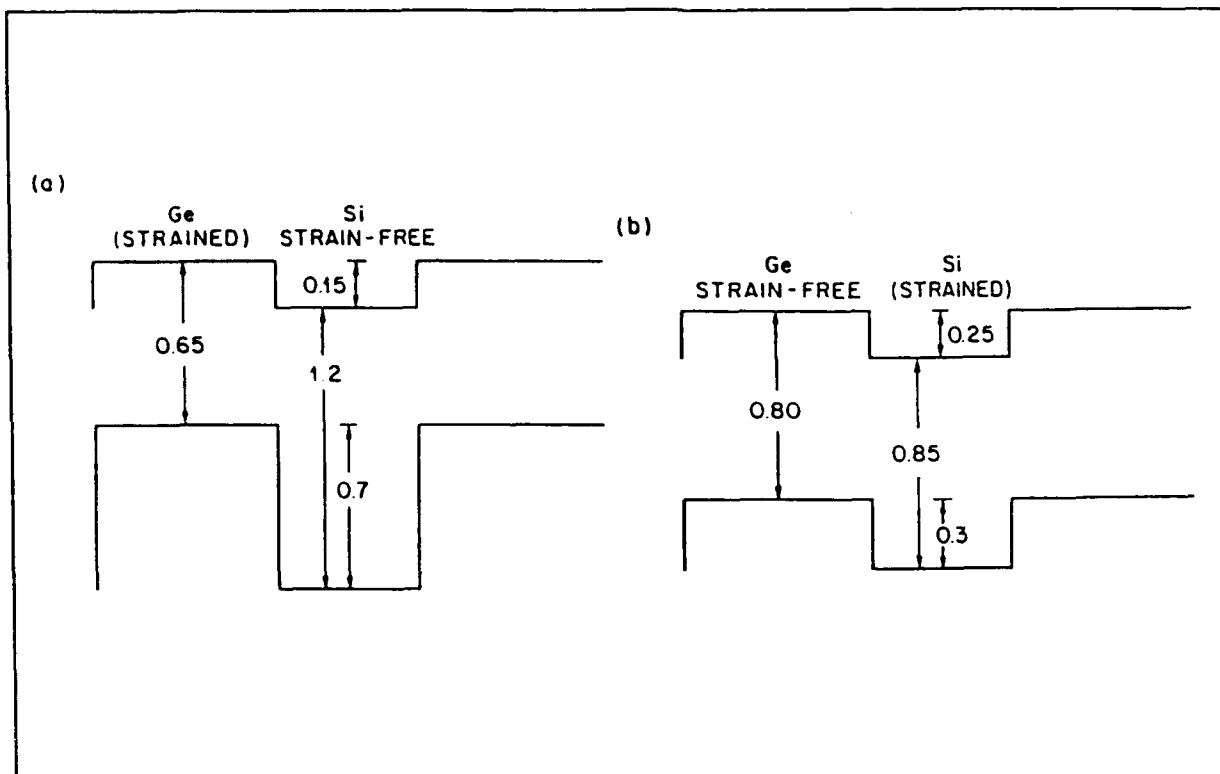 (a)
Ge
(STRAINED)
Si
STRAIN-FREE
0.15
0.65
1.2
0.7
(b)
Ge
STRAIN-FREE
Si
(STRAINED)
0.25
0.80
0.85
0.3